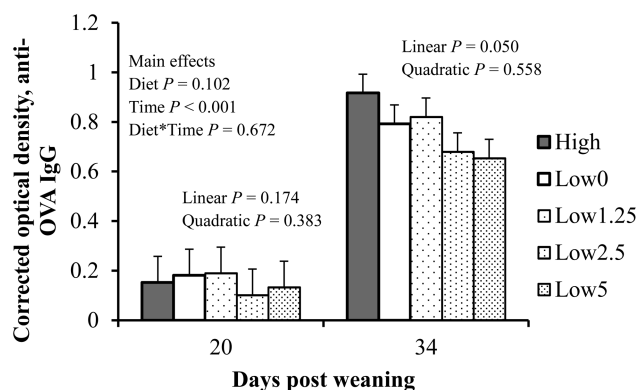 Corrected optical density, anti-
OVA IgG
1.2
1
0.8
0.6
0.4
0.2
0
Main effects
Diet P = 0.102
Time P < 0.001
Diet*Time P = 0.672
Linear P = 0.174
Quadratic P = 0.383
Linear P = 0.050
Quadratic P = 0.558
High
Low0
Low1.25
Low2.5
Low5
20
34
Days post weaning